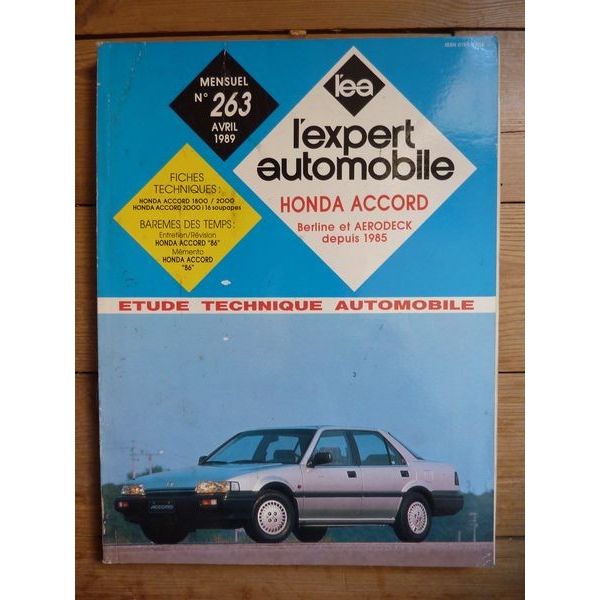 MENSUEL
N° 263
AVRIL
1989
l'ea
l'expert
automobile
HONDA ACCORD
Berline et AERODECK
depuis 1985
FICHES
TECHNIQUES :
HONDA ACCORD 1800 / 2000
HONDA ACCORD 2000 i 16 soupapes
BAREMES DES TEMPS :
Entretien/Révision
HONDA ACCORD "86"
Mémento
HONDA ACCORD
"86"
ETUDE TECHNIQUE AUTOMOBILE
ACCORD